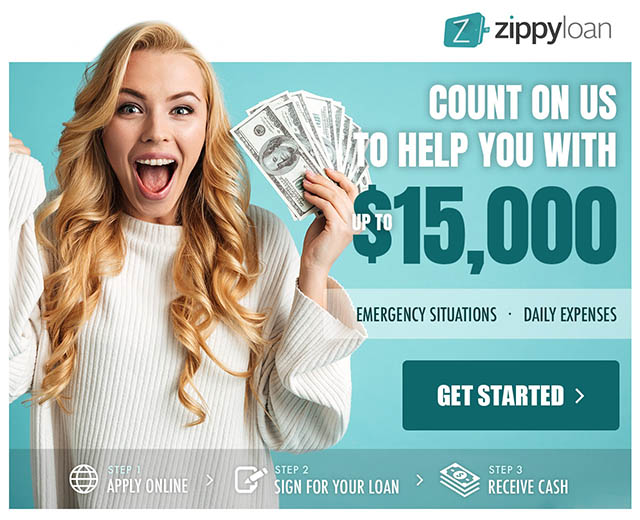 zippyloan
COUNT ON US
TO HELP YOU WITH
UP TO
$15,000
EMERGENCY SITUATIONS · DAILY EXPENSES
GET STARTED >
STEP 1
APPLY ONLINE
>
STEP 2
SIGN FOR YOUR LOAN
>
STEP 3
RECEIVE CASH